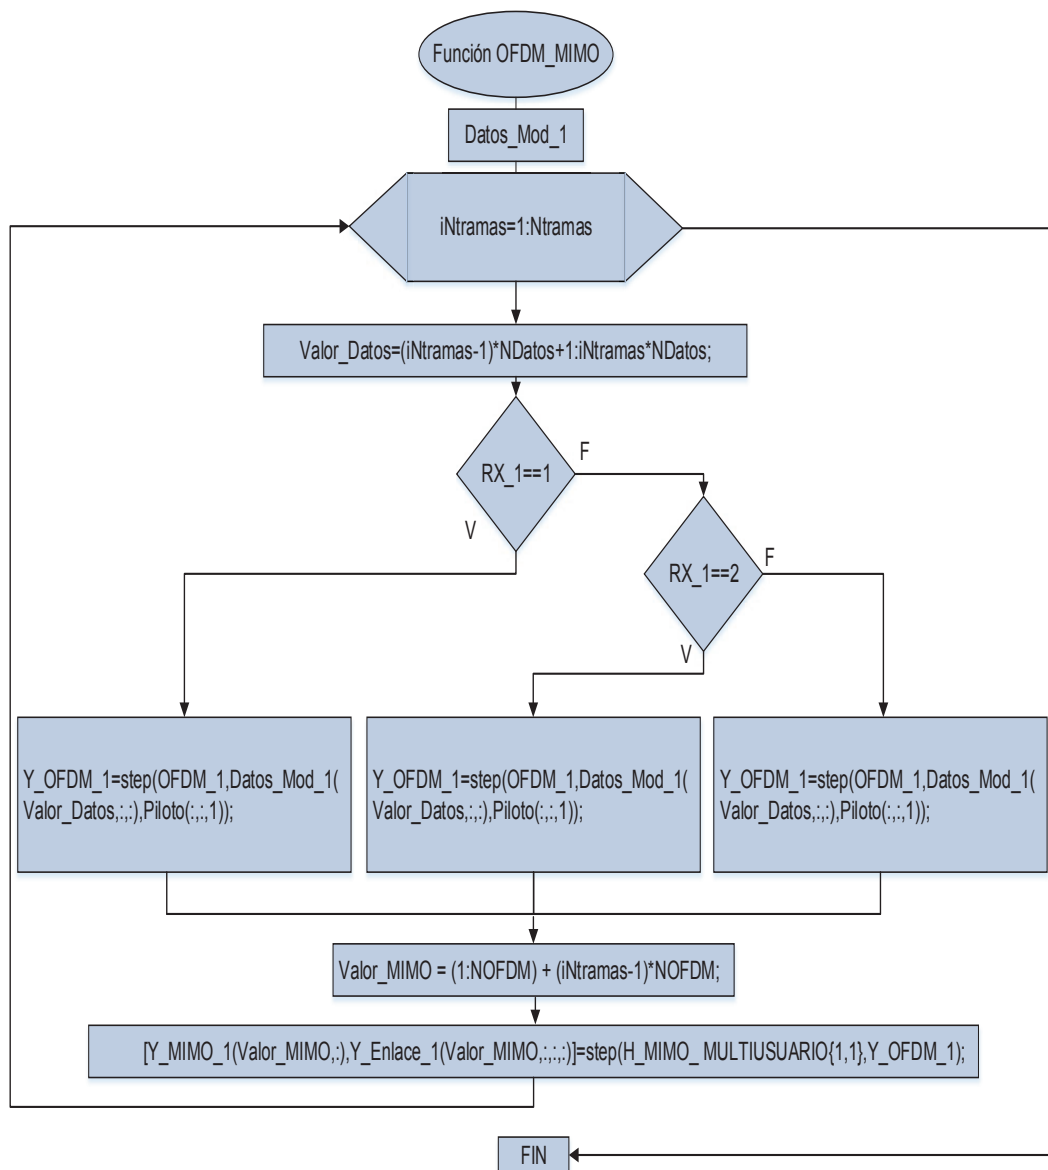 Función OFDM_MIMO
Datos_Mod_1
iNtramas=1:Ntramas
Valor_Datos=(iNtramas-1)*NDatos+1:iNtramas*NDatos;
RX_1==1
F
V
RX_1==2
F
V
Y_OFDM_1=step(OFDM_1,Datos_Mod_1(
Valor_Datos,:,:),Piloto(:,:,1));
Y_OFDM_1=step(OFDM_1,Datos_Mod_1(
Valor_Datos,:,:),Piloto(:,:,1));
Y_OFDM_1=step(OFDM_1,Datos_Mod_1(
Valor_Datos,:,:),Piloto(:,:,1));
Valor_MIMO = (1:NOFDM) + (iNtramas-1)*NOFDM;
[Y_MIMO_1(Valor_MIMO,:),Y_Enlace_1(Valor_MIMO,:,:,:)]=step(H_MIMO_MULTIUSUARIO{1,1},Y_OFDM_1);
FIN